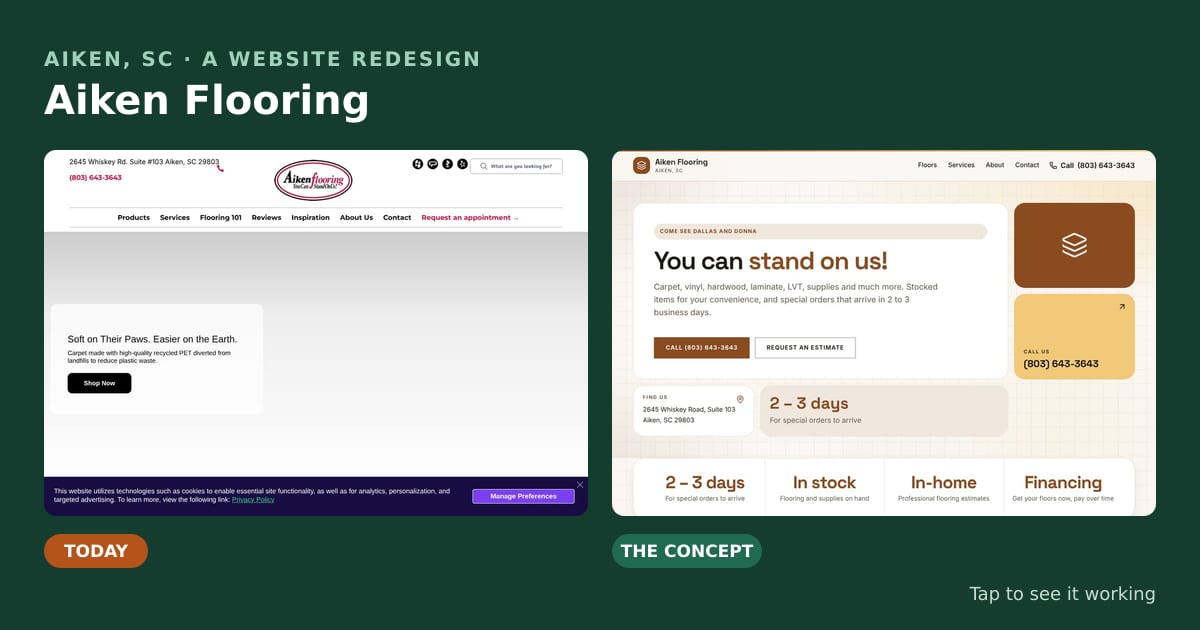 AIKEN, SC · A WEBSITE REDESIGN
Aiken Flooring
2645 Whiskey Rd. Suite #103 Aiken, SC 29803
(803) 643-3643
Aiken flooring
You Can Stand On Us!
What are you looking for?
Products Services Flooring 101 Reviews Inspiration About Us Contact Request an appointment →
Soft on Their Paws. Easier on the Earth.
Carpet made with high-quality recycled PET diverted from
landfills to reduce plastic waste.
Shop Now
This website utilizes technologies such as cookies to enable essential site functionality, as well as for analytics, personalization, and
targeted advertising. To learn more, view the following link: Privacy Policy
Manage Preferences
TODAY
Aiken Flooring
AIKEN, SC
Floors Services About Contact Call (803) 643-3643
COME SEE DALLAS AND DONNA
You can stand on us!
Carpet, vinyl, hardwood, laminate, LVT, supplies and much more. Stocked
items for your convenience, and special orders that arrive in 2 to 3
business days.
CALL (803) 643-3643
REQUEST AN ESTIMATE
CALL US
(803) 643-3643
FIND US
2645 Whiskey Road, Suite 103
Aiken, SC 29803
2 – 3 days
For special orders to arrive
2 – 3 days
For special orders to arrive
In stock
Flooring and supplies on hand
In-home
Professional flooring estimates
Financing
Get your floors now, pay over time
THE CONCEPT
Tap to see it working